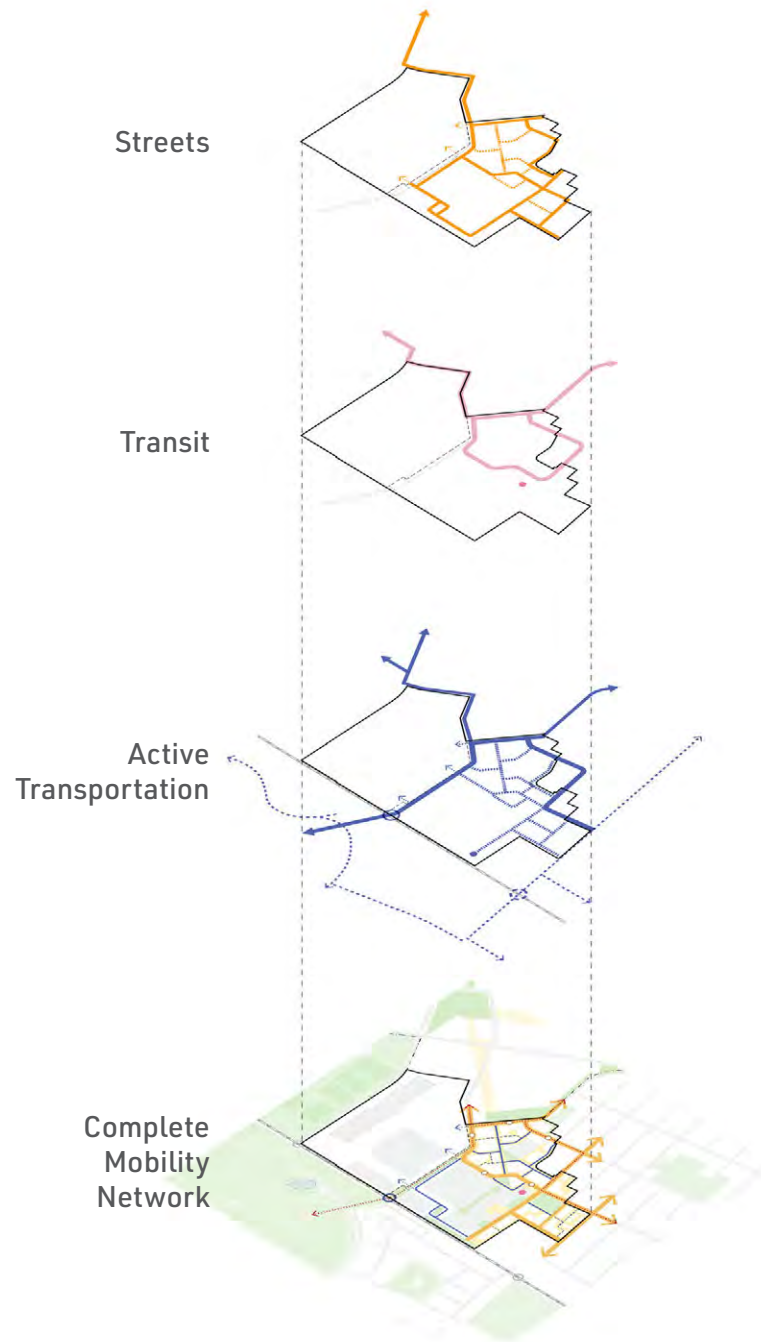 Streets
Transit
Active
Transportation
Complete
Mobility
Network